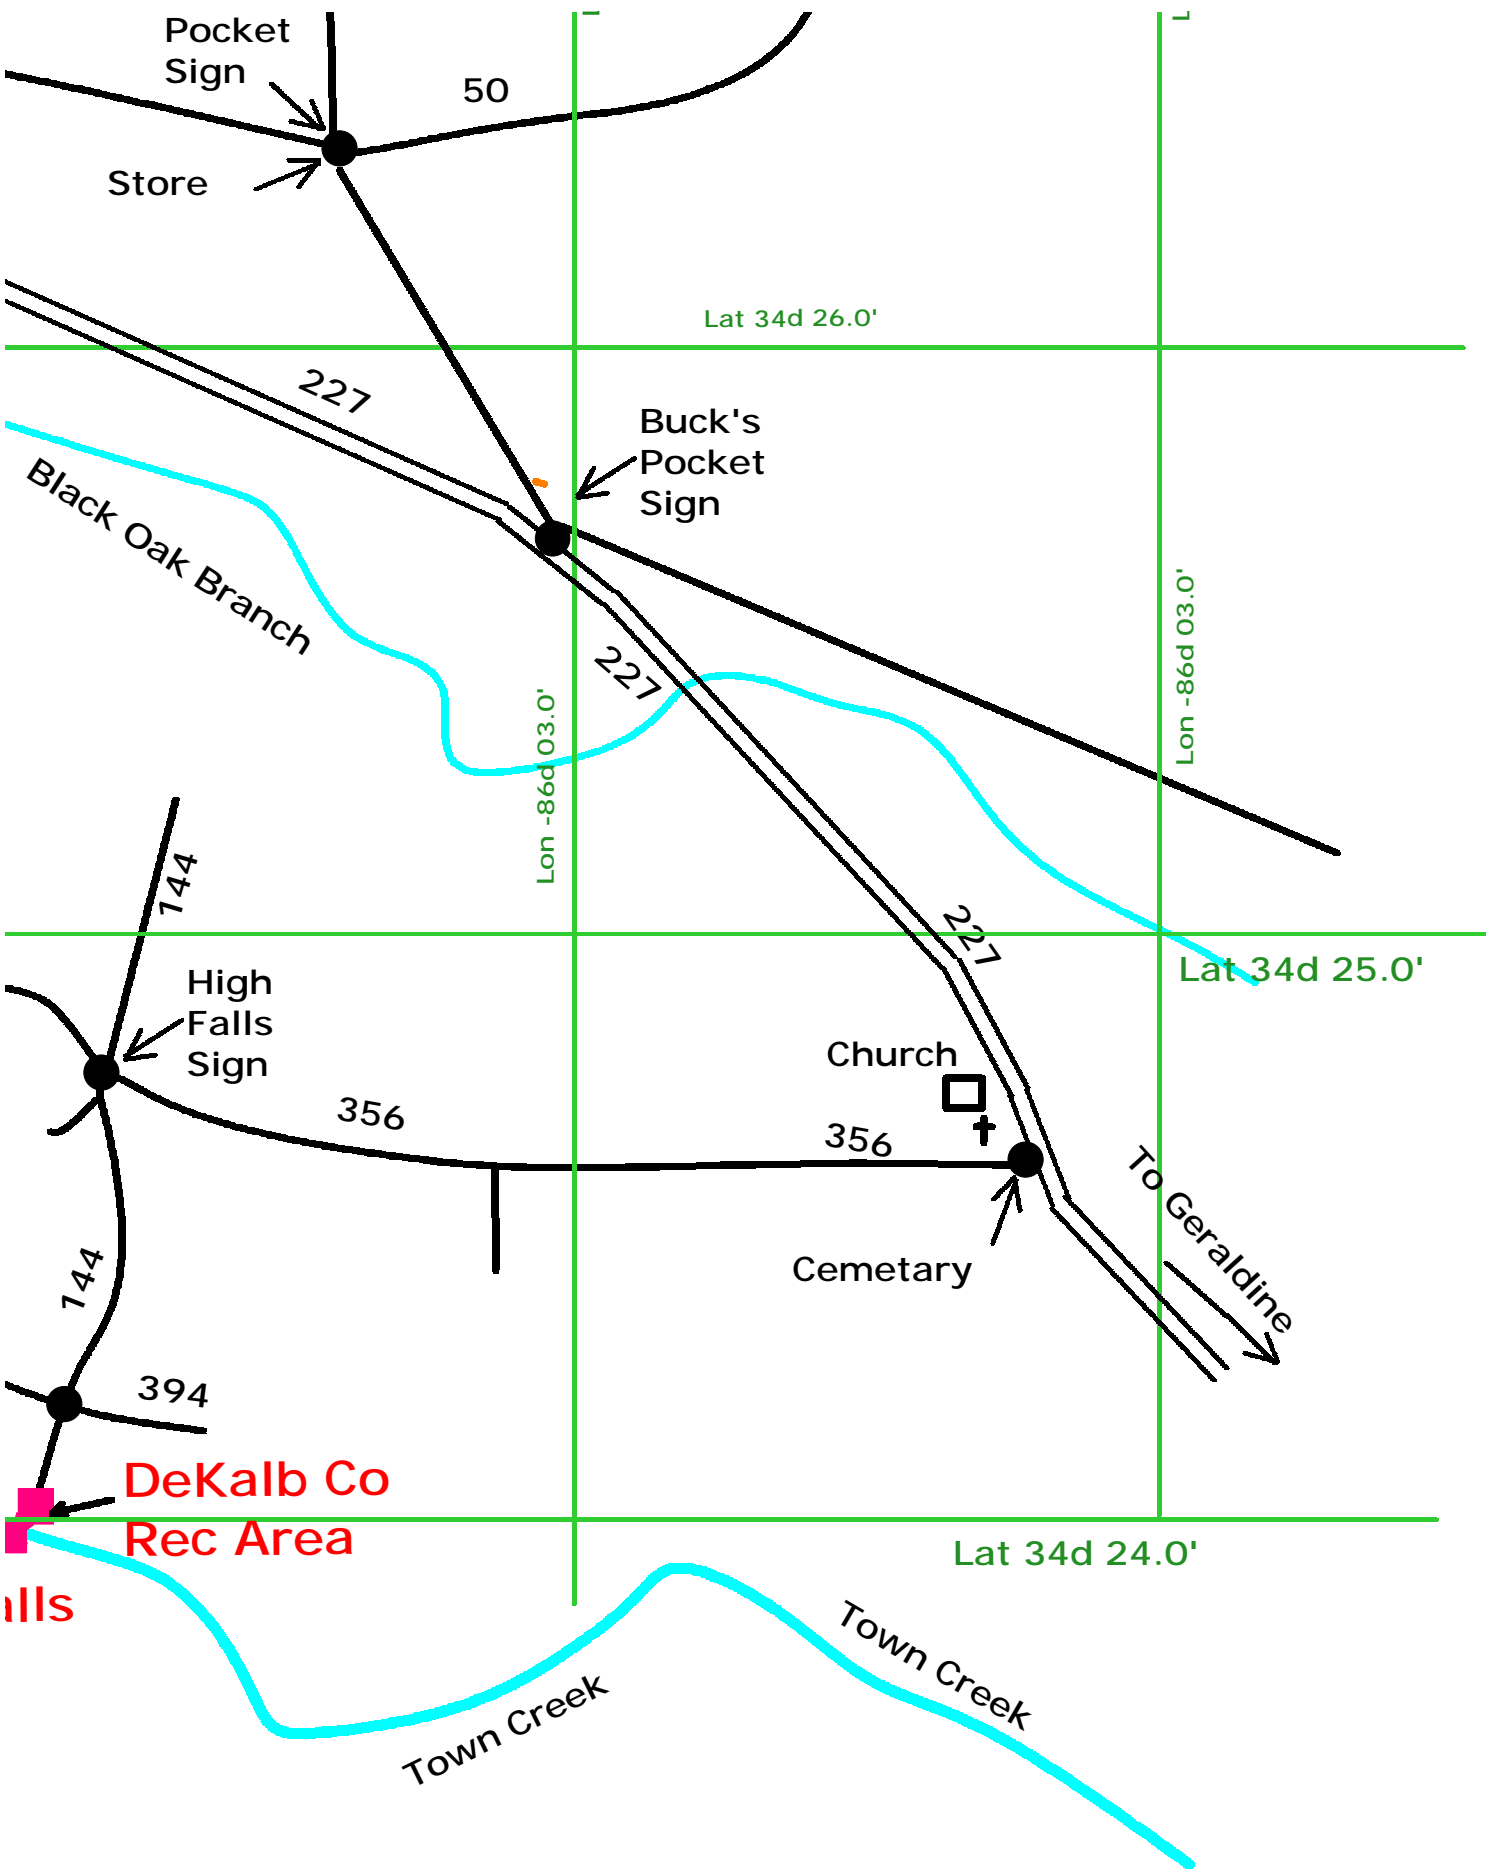 Pocket
Sign
50
Store
Lat 34d 26.0'
227
Buck's
Pocket
Sign
Black Oak Branch
Lon -86d 03.0'
227
Lon -86d 03.0'
144
227
Lat 34d 25.0'
High
Falls
Sign
Church
356
356
To Geraldine
Cemetary
144
394
DeKalb Co
Rec Area
Lat 34d 24.0'
alls
Town Creek
Town Creek